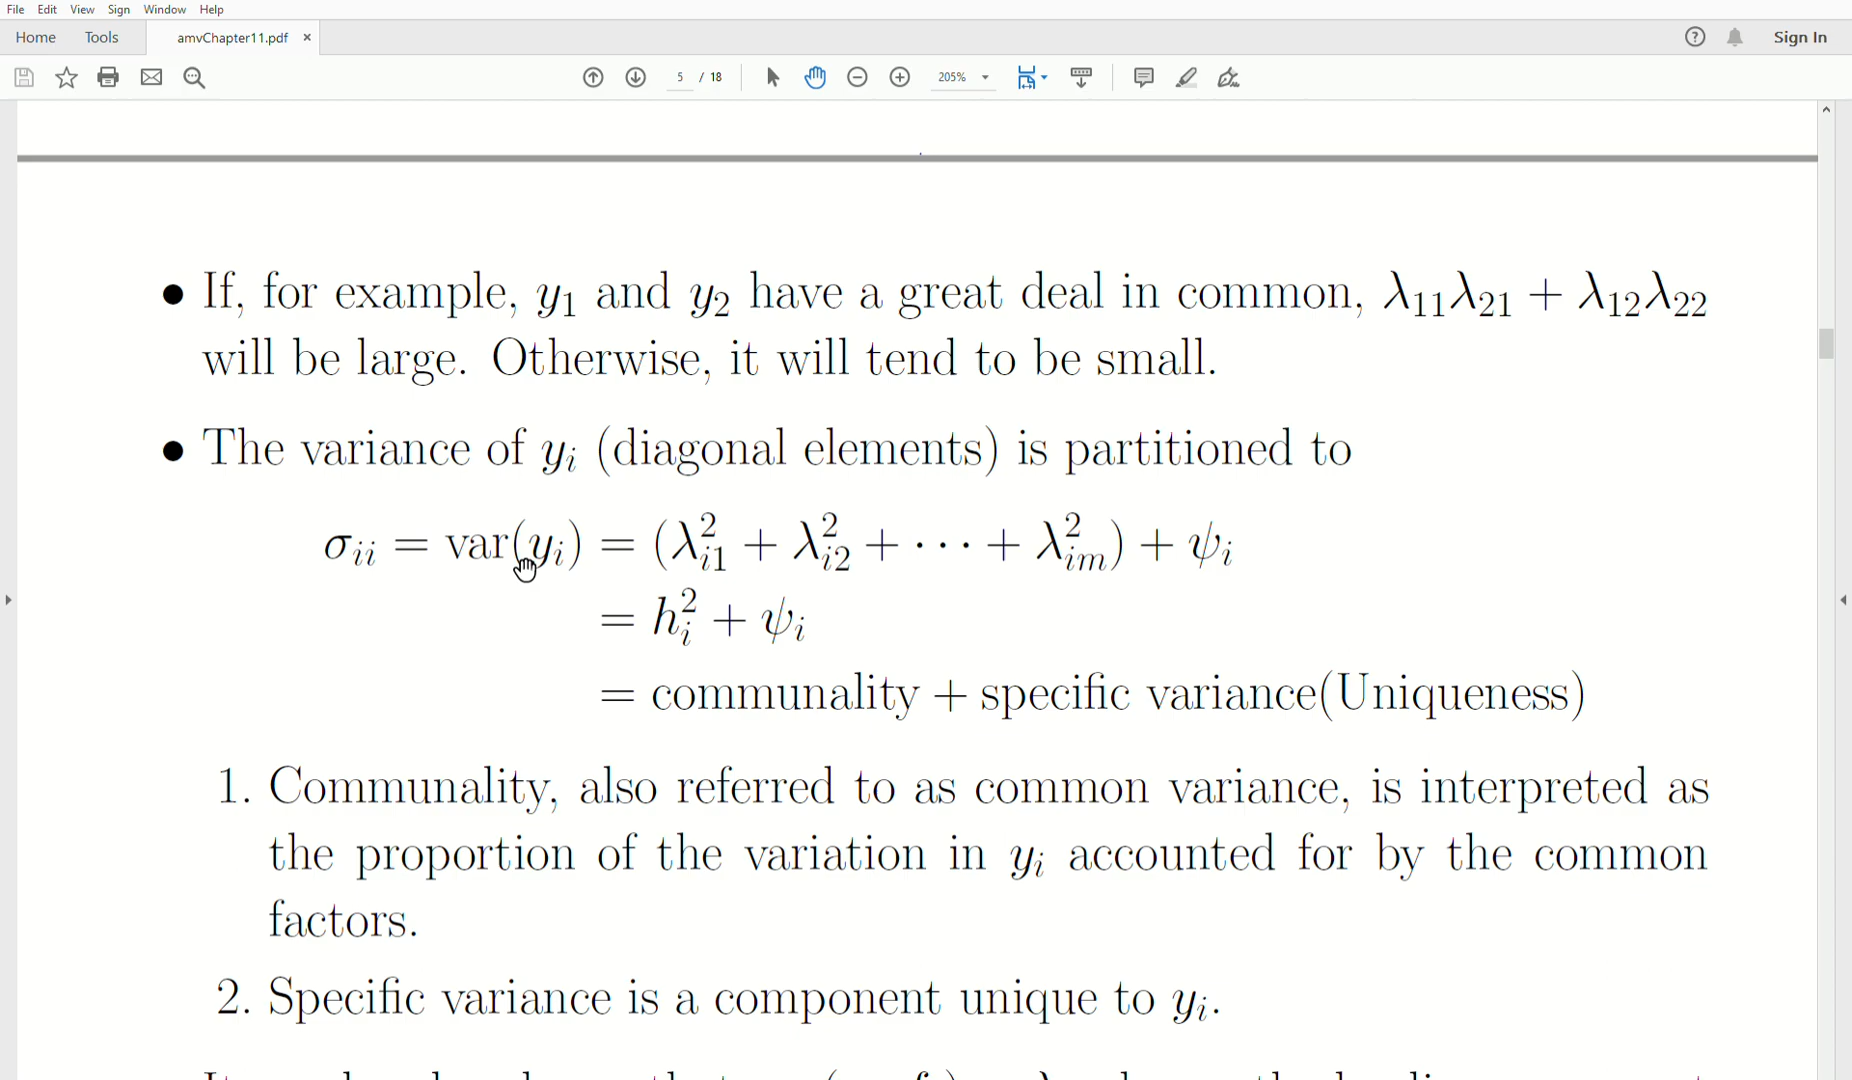 File Edit View Sign Window Help
Home Tools amvChapter11.pdf × Sign In
5 / 18 205%
• If, for example, y₁ and y₂ have a great deal in common, λ₁₁λ₂₁ + λ₁₂λ₂₂
will be large. Otherwise, it will tend to be small.
• The variance of yᵢ (diagonal elements) is partitioned to
σᵢᵢ = var(yᵢ) = (λ²ᵢ₁ + λ²ᵢ₂ + ⋯ + λ²ᵢₘ) + ψᵢ
= h²ᵢ + ψᵢ
= communality + specific variance(Uniqueness)
1. Communality, also referred to as common variance, is interpreted as
the proportion of the variation in yᵢ accounted for by the common
factors.
2. Specific variance is a component unique to yᵢ.